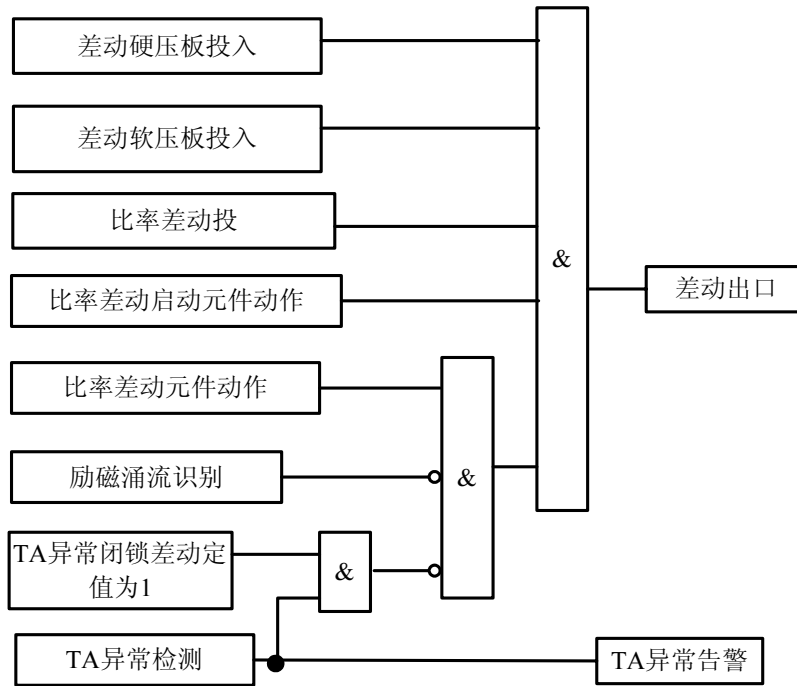 差动硬压板投入
差动软压板投入
比率差动投
&
比率差动启动元件动作
差动出口
比率差动元件动作
励磁涌流识别
&
TA异常闭锁差动定
值为1
&
TA异常检测
TA异常告警